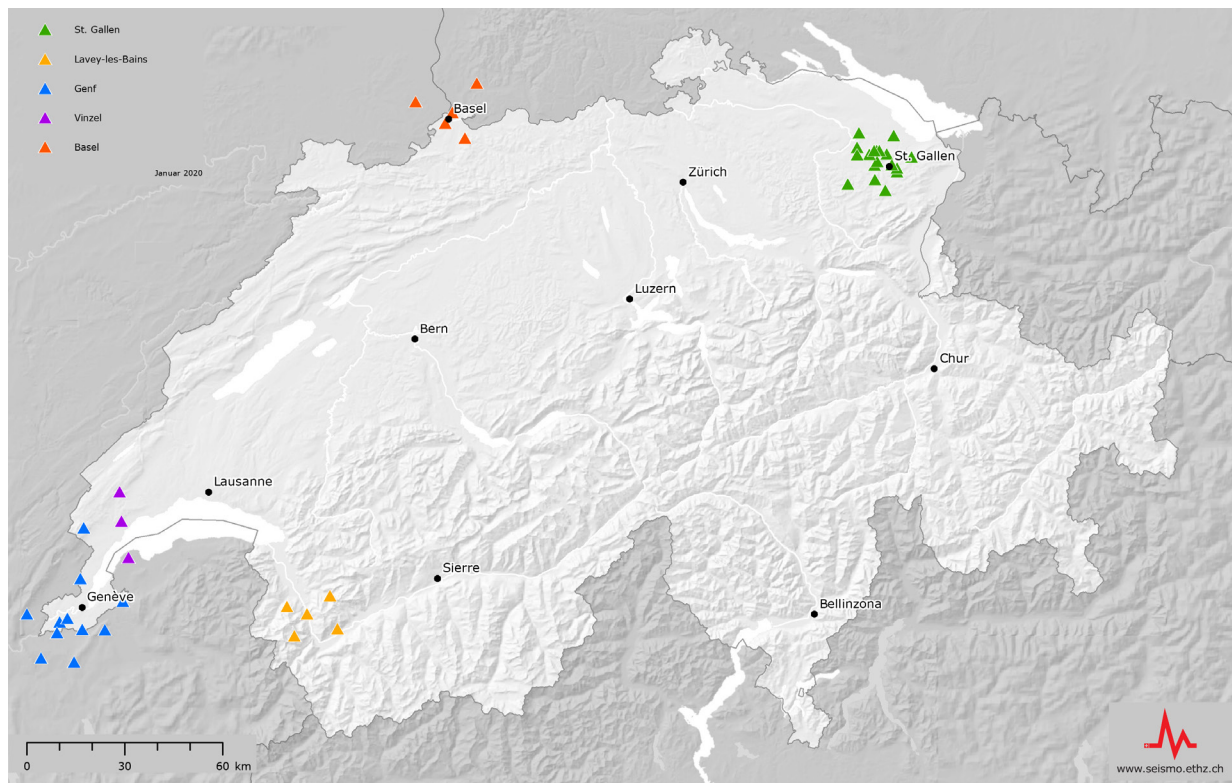 St. Gallen
Lavey-les-Bains
Genf
Vinzel
Basel
Januar 2020
Basel
St. Gallen
Zürich
Luzern
Bern
Chur
Lausanne
Sierre
Genève
Bellinzona
0 30 60 km
www.seismo.ethz.ch